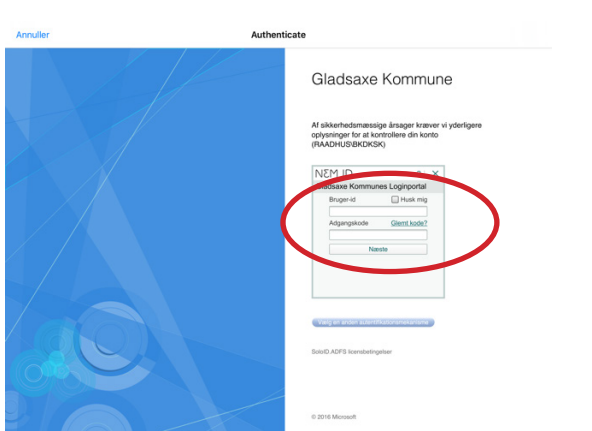 Annuller
Authenticate
Gladsaxe Kommune
Af sikkerhedsmæssige årsager kræver vi yderligere
oplysninger for at kontrollere din konto
(RAADHUS\BKDKSK)
NEM ID
Gladsaxe Kommunes Loginportal
Bruger-id
Husk mig
Adgangskode
Glemt kode?
Næste
Vælg en anden autentifikationsmekanisme
SoloID ADFS licensbetingelser
© 2016 Microsoft